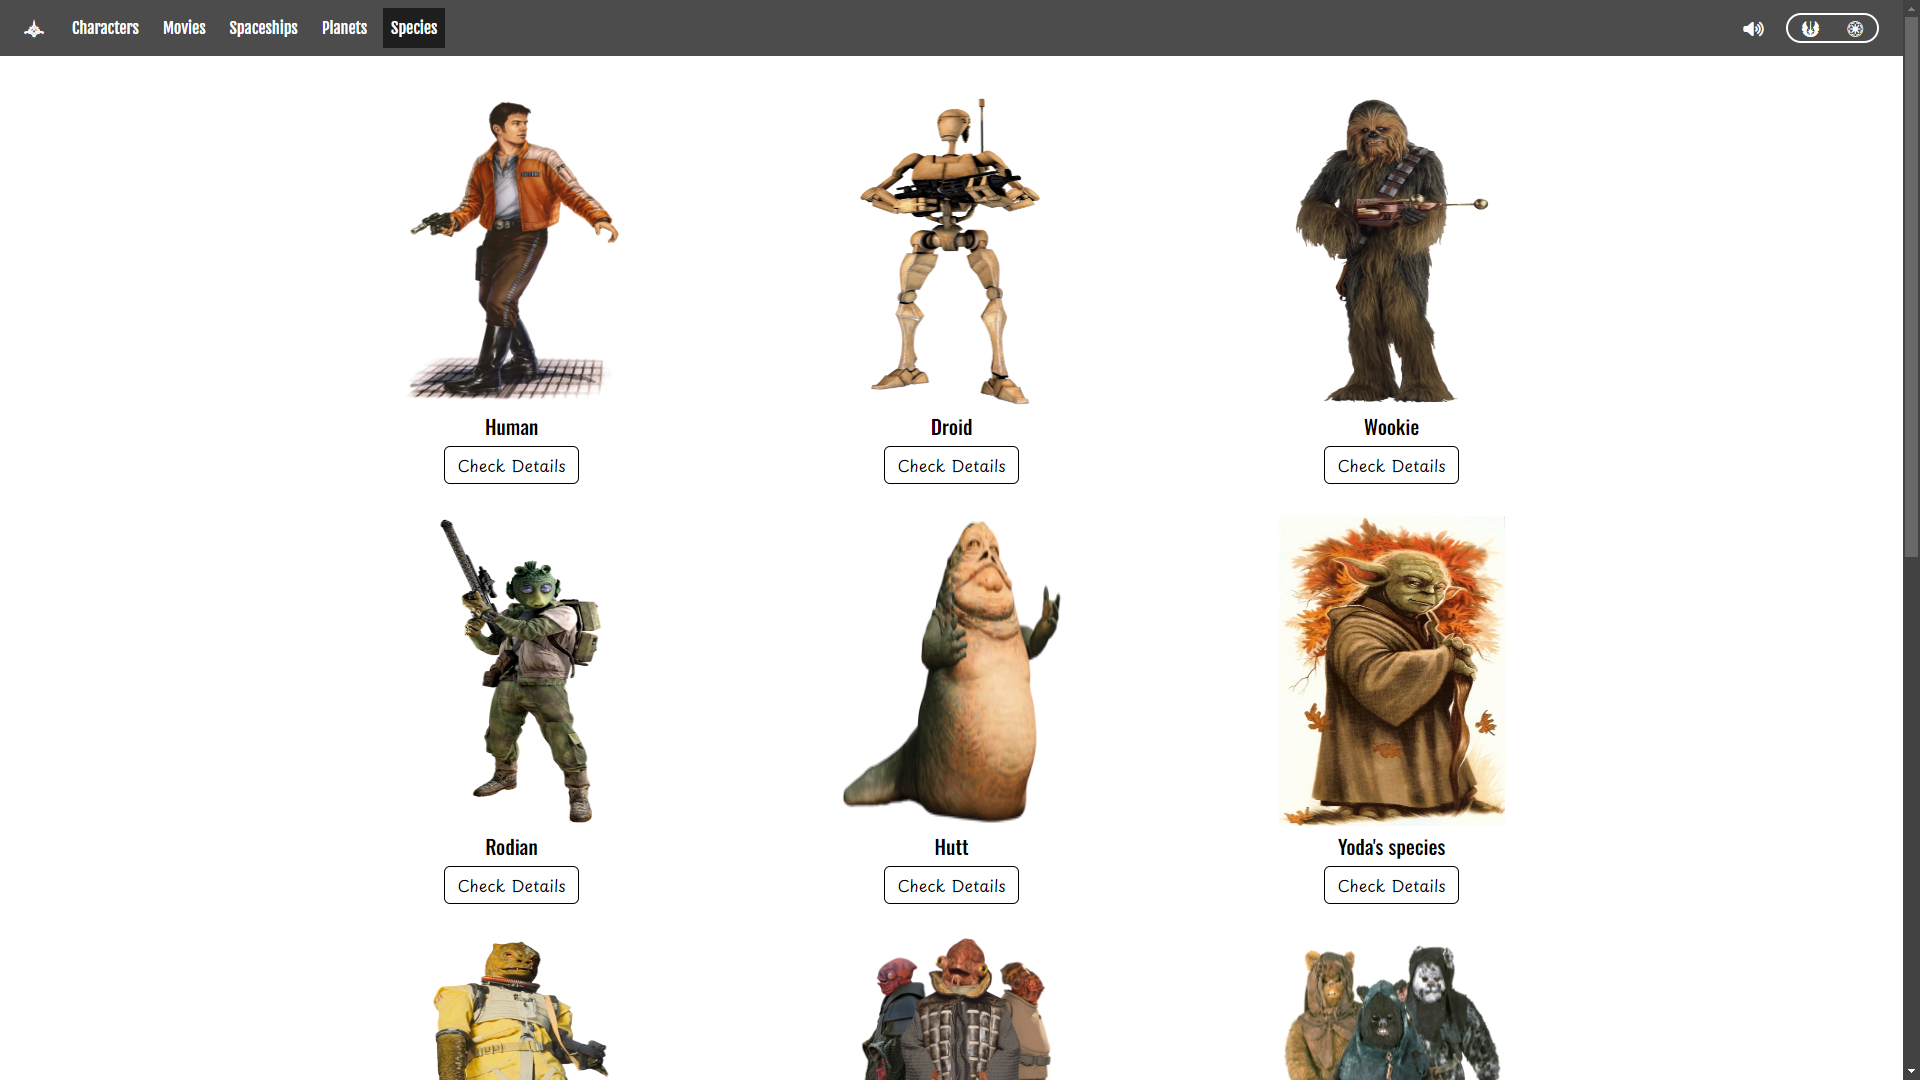 Characters Movies Spaceships Planets Species
Human Droid Wookie
Check Details Check Details Check Details
Rodian Hutt Yoda's species
Check Details Check Details Check Details